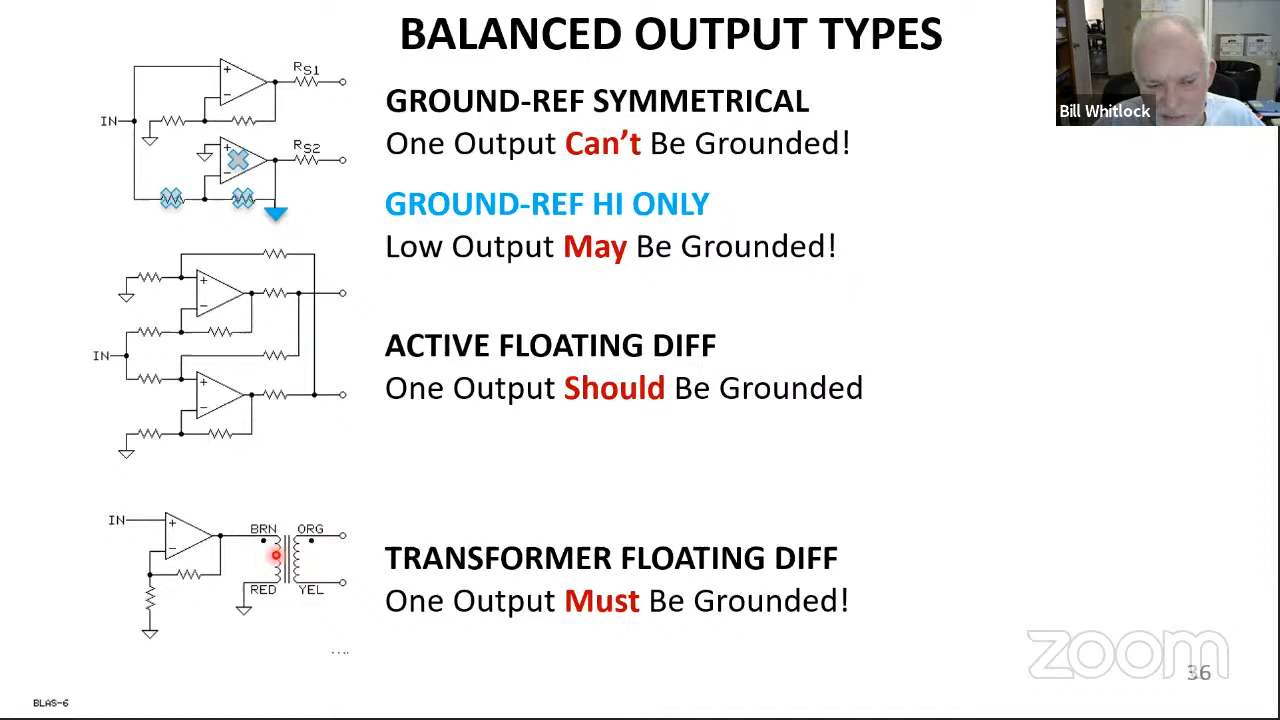 BALANCED OUTPUT TYPES
Bill Whitlock
RS1
GROUND-REF SYMMETRICAL
IN
One Output Can't Be Grounded!
RS2
GROUND-REF HI ONLY
Low Output May Be Grounded!
ACTIVE FLOATING DIFF
IN
One Output Should Be Grounded
IN
BRN ORG
TRANSFORMER FLOATING DIFF
RED YEL
One Output Must Be Grounded!
zoom
36
BLAS-6